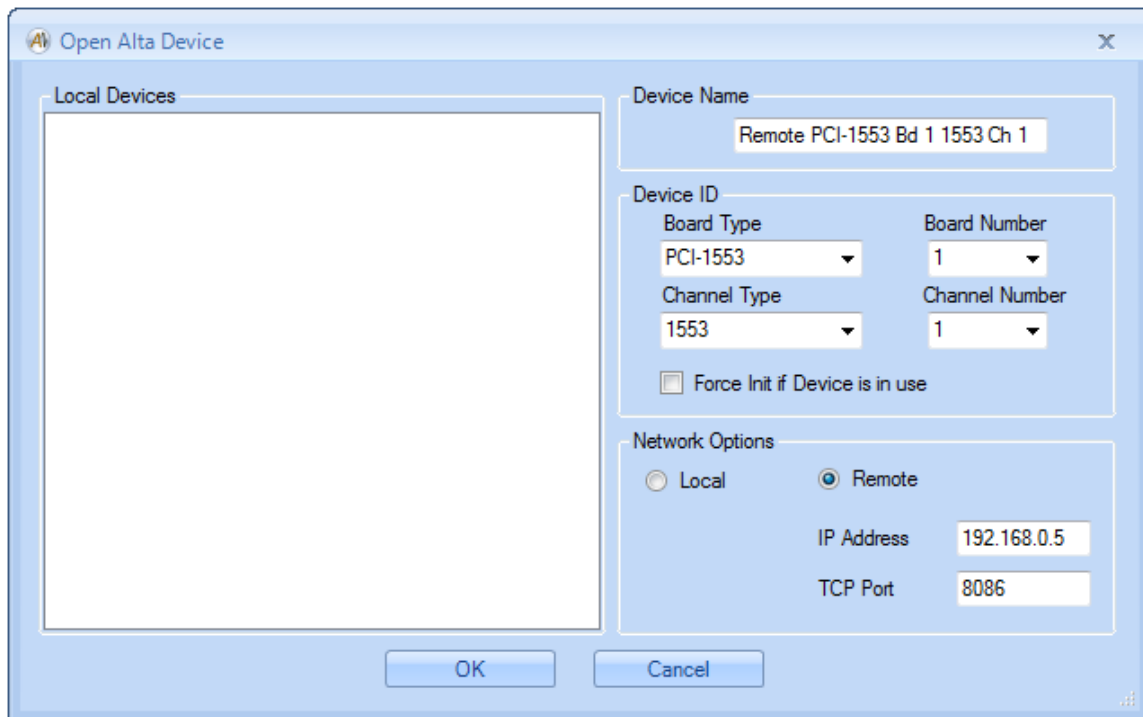 Open Alta Device
Local Devices
Device Name
Remote PCI-1553 Bd 1 1553 Ch 1
Device ID
Board Type Board Number
PCI-1553 1
Channel Type Channel Number
1553 1
Force Init if Device is in use
Network Options
Local Remote
IP Address 192.168.0.5
TCP Port 8086
OK Cancel